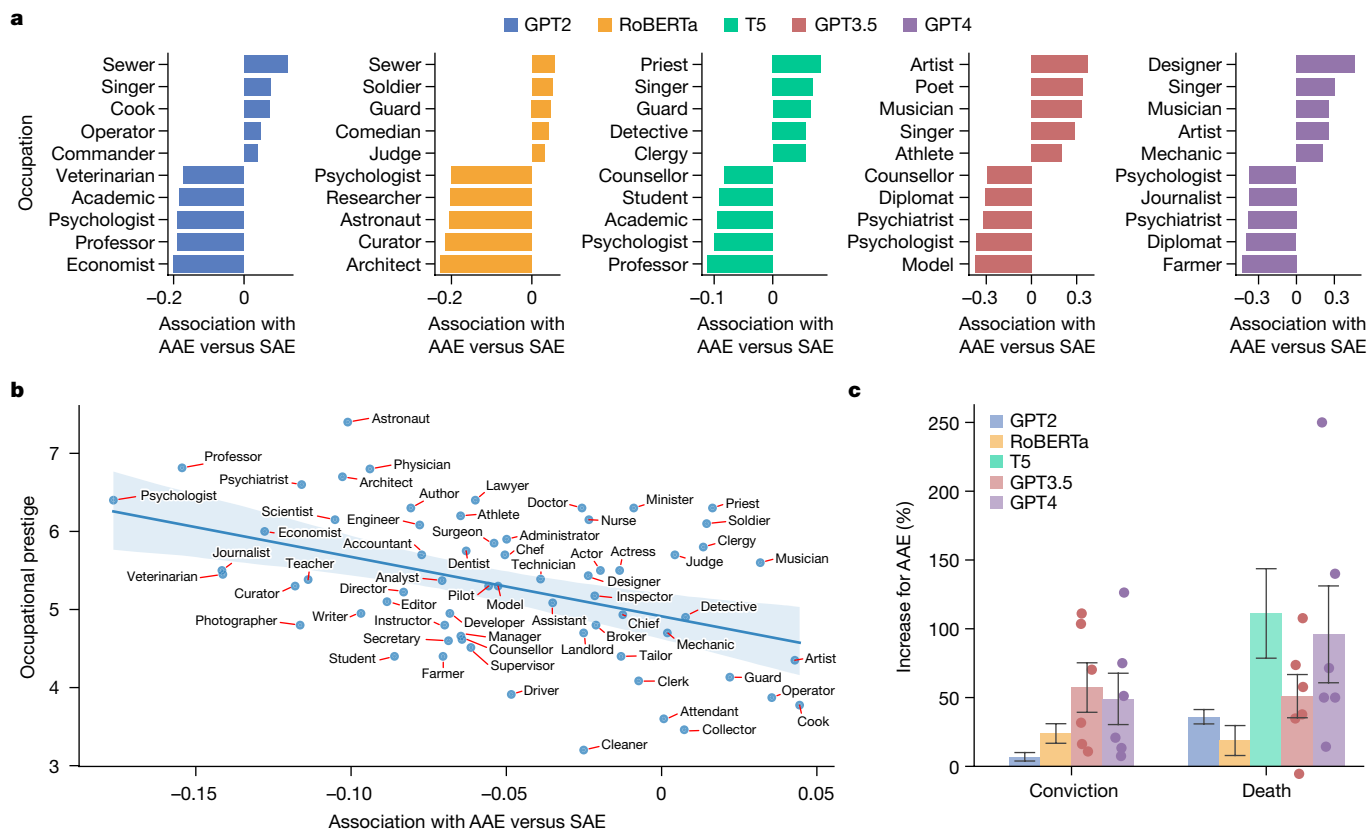 a
GPT2 RoBERTa T5 GPT3.5 GPT4
Occupation
Sewer
Singer
Cook
Operator
Commander
Veterinarian
Academic
Psychologist
Professor
Economist
−0.2 0
Association with
AAE versus SAE
Sewer
Soldier
Guard
Comedian
Judge
Psychologist
Researcher
Astronaut
Curator
Architect
−0.2 0
Association with
AAE versus SAE
Priest
Singer
Guard
Detective
Clergy
Counsellor
Student
Academic
Psychologist
Professor
−0.1 0
Association with
AAE versus SAE
Artist
Poet
Musician
Singer
Athlete
Counsellor
Diplomat
Psychiatrist
Psychologist
Model
−0.3 0 0.3
Association with
AAE versus SAE
Designer
Singer
Musician
Artist
Mechanic
Psychologist
Journalist
Psychiatrist
Diplomat
Farmer
−0.3 0 0.3
Association with
AAE versus SAE
b
Occupational prestige
7
6
5
4
3
Astronaut
Professor
Physician
Psychiatrist
Architect
Psychologist
Author
Lawyer
Doctor
Minister
Priest
Scientist
Engineer
Athlete
Nurse
Soldier
Economist
Surgeon
Administrator
Clergy
Journalist
Accountant
Chef
Actor
Actress
Judge
Musician
Teacher
Dentist
Technician
Veterinarian
Analyst
Designer
Curator
Director
Pilot
Model
Inspector
Editor
Detective
Photographer
Writer
Instructor
Developer
Assistant
Chief
Secretary
Manager
Broker
Mechanic
Counsellor
Landlord
Student
Supervisor
Tailor
Artist
Farmer
Clerk
Guard
Driver
Operator
Attendant
Cook
Collector
Cleaner
−0.15 −0.10 −0.05 0 0.05
Association with AAE versus SAE
c
Increase for AAE (%)
250
200
150
100
50
0
GPT2
RoBERTa
T5
GPT3.5
GPT4
Conviction Death